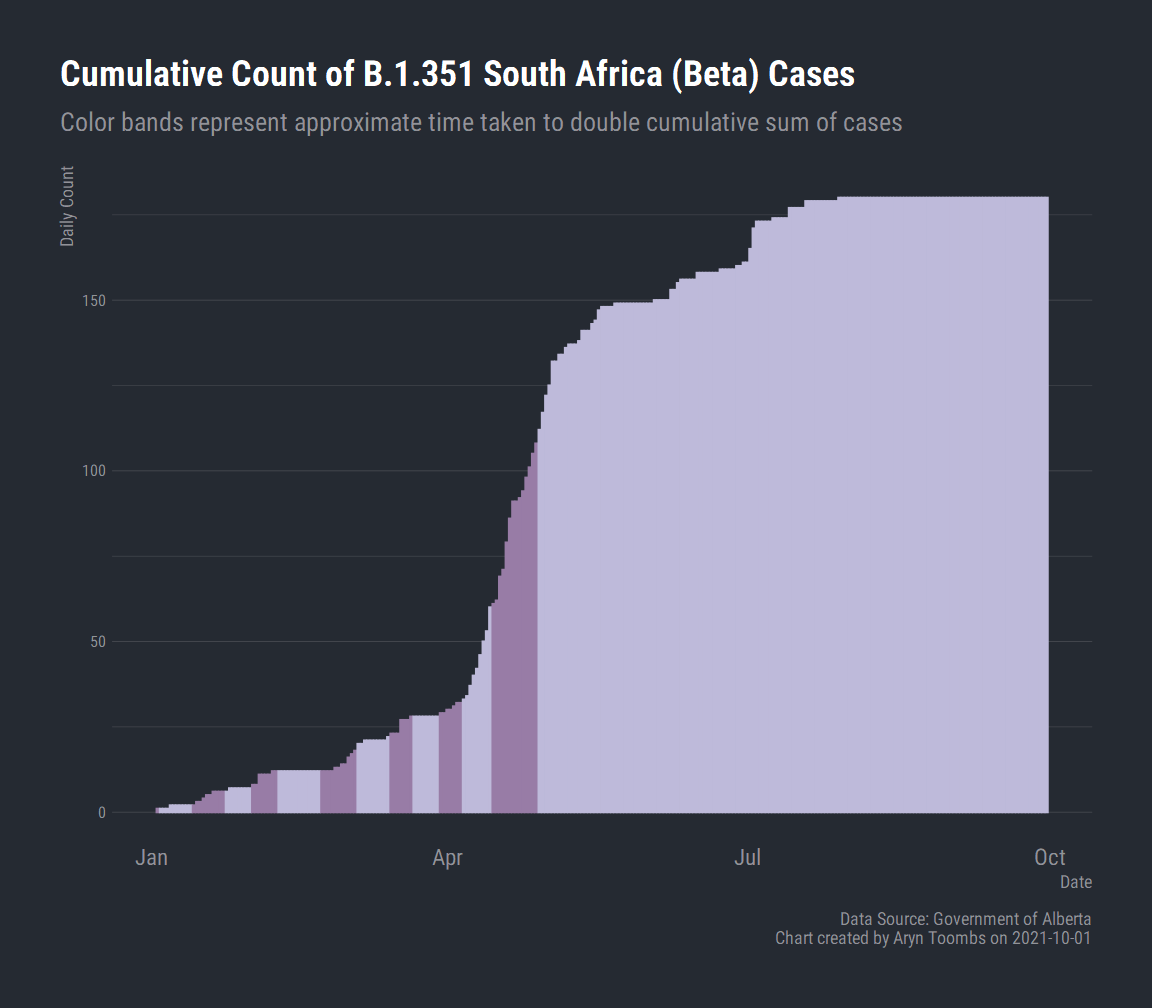 Cumulative Count of B.1.351 South Africa (Beta) Cases
Color bands represent approximate time taken to double cumulative sum of cases
Daily Count
150
100
50
0
Jan Apr Jul Oct
Date
Data Source: Government of Alberta
Chart created by Aryn Toombs on 2021-10-01